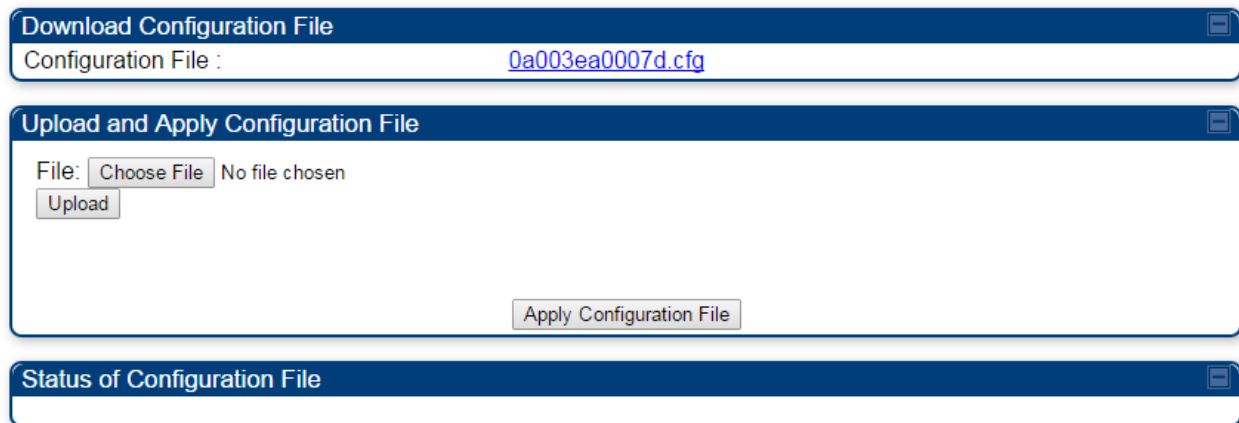 Download Configuration File
Configuration File : 0a003ea0007d.cfg
Upload and Apply Configuration File
File: Choose File No file chosen
Upload
Apply Configuration File
Status of Configuration File